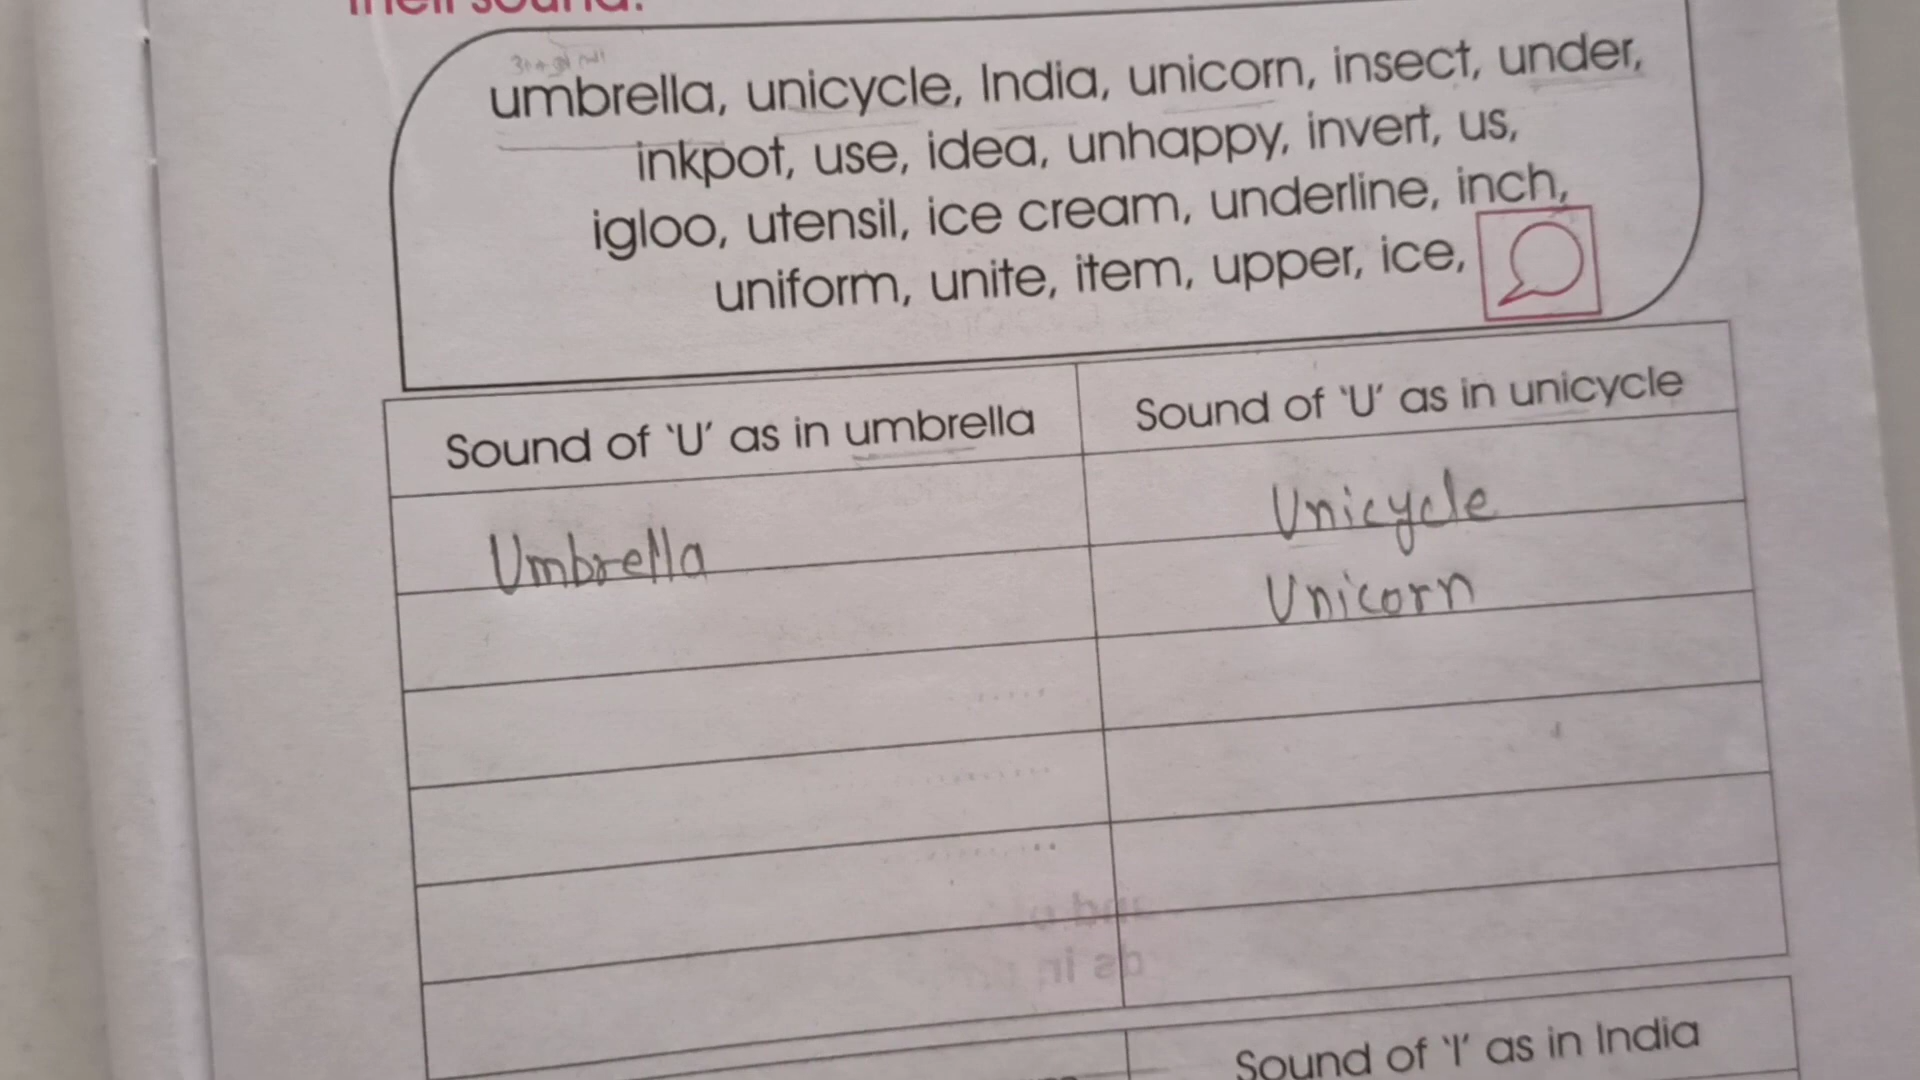 their sound.
umbrella, unicycle, India, unicorn, insect, under,
inkpot, use, idea, unhappy, invert, us,
igloo, utensil, ice cream, underline, inch,
uniform, unite, item, upper, ice,
Sound of 'U' as in umbrella
Sound of 'U' as in unicycle
Umbrella
Unicycle
Unicorn
Sound of 'I' as in India